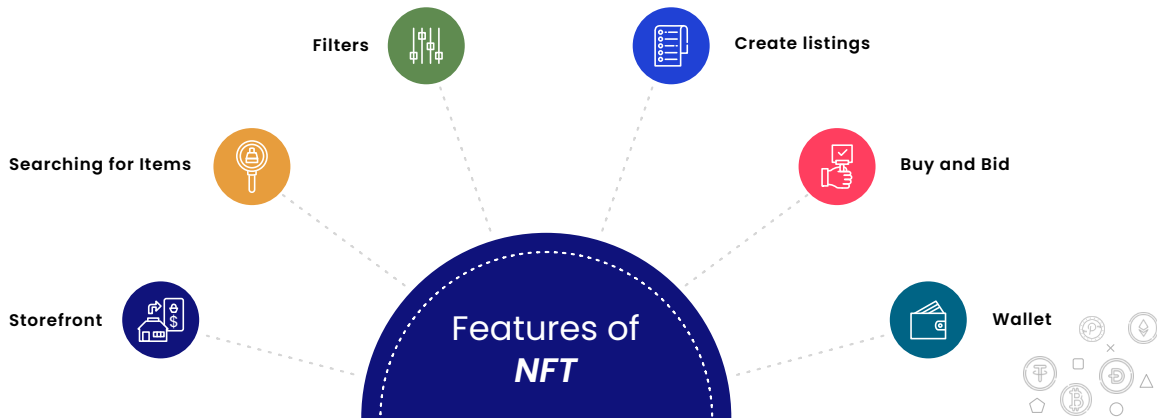 Filters
Create listings
Searching for Items
Buy and Bid
Storefront
Features of
NFT
Wallet
$